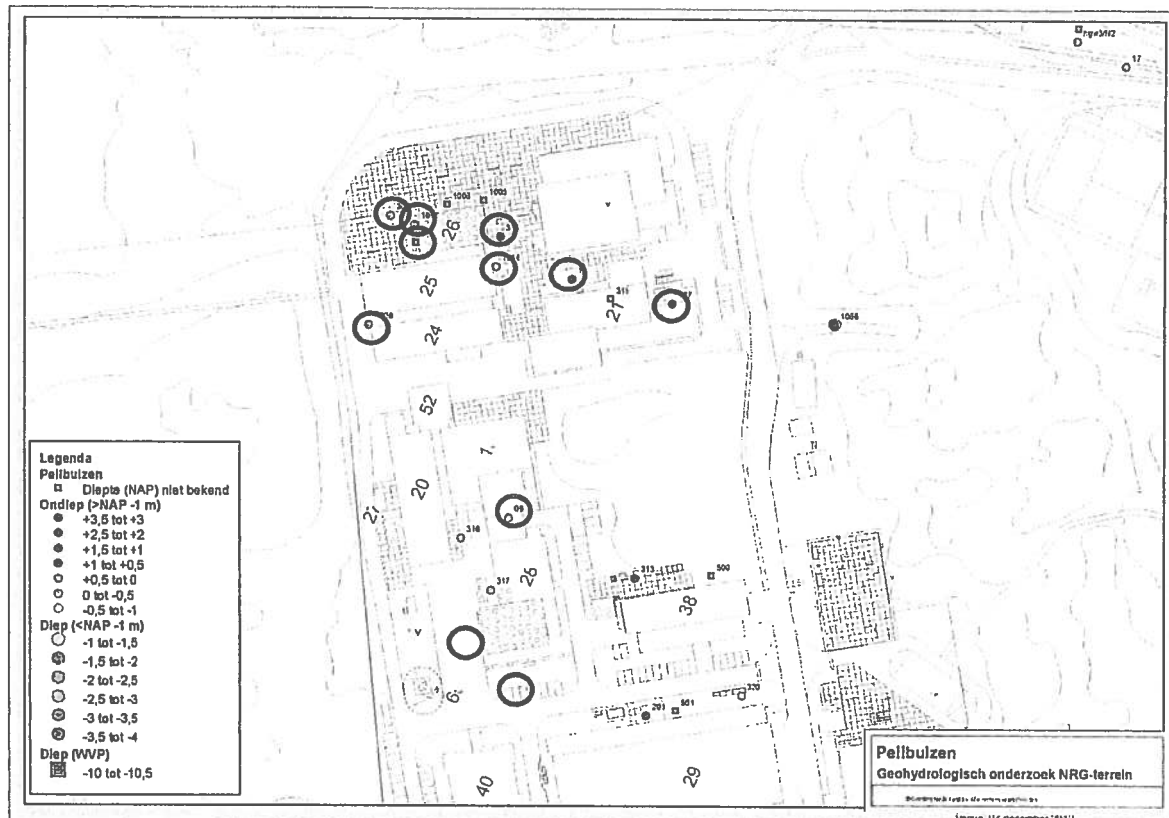 17
1003
1005
26
25
24
311
21
1056
52
7
20
21
316
317
26
313
500
38
6
201
501
320
40
29
Legenda
Peilbuizen
Diepte (NAP) niet bekend
Ondiep (>NAP -1 m)
+3,5 tot +3
+2,5 tot +2
+1,5 tot +1
+1 tot +0,5
+0,5 tot 0
0 tot -0,5
-0,5 tot -1
Diep (<NAP -1 m)
-1 tot -1,5
-1,5 tot -2
-2 tot -2,5
-2,5 tot -3
-3 tot -3,5
-3,5 tot -4
Diep (WVP)
-10 tot -10,5
Peilbuizen
Geohydrologisch onderzoek NRG-terrein